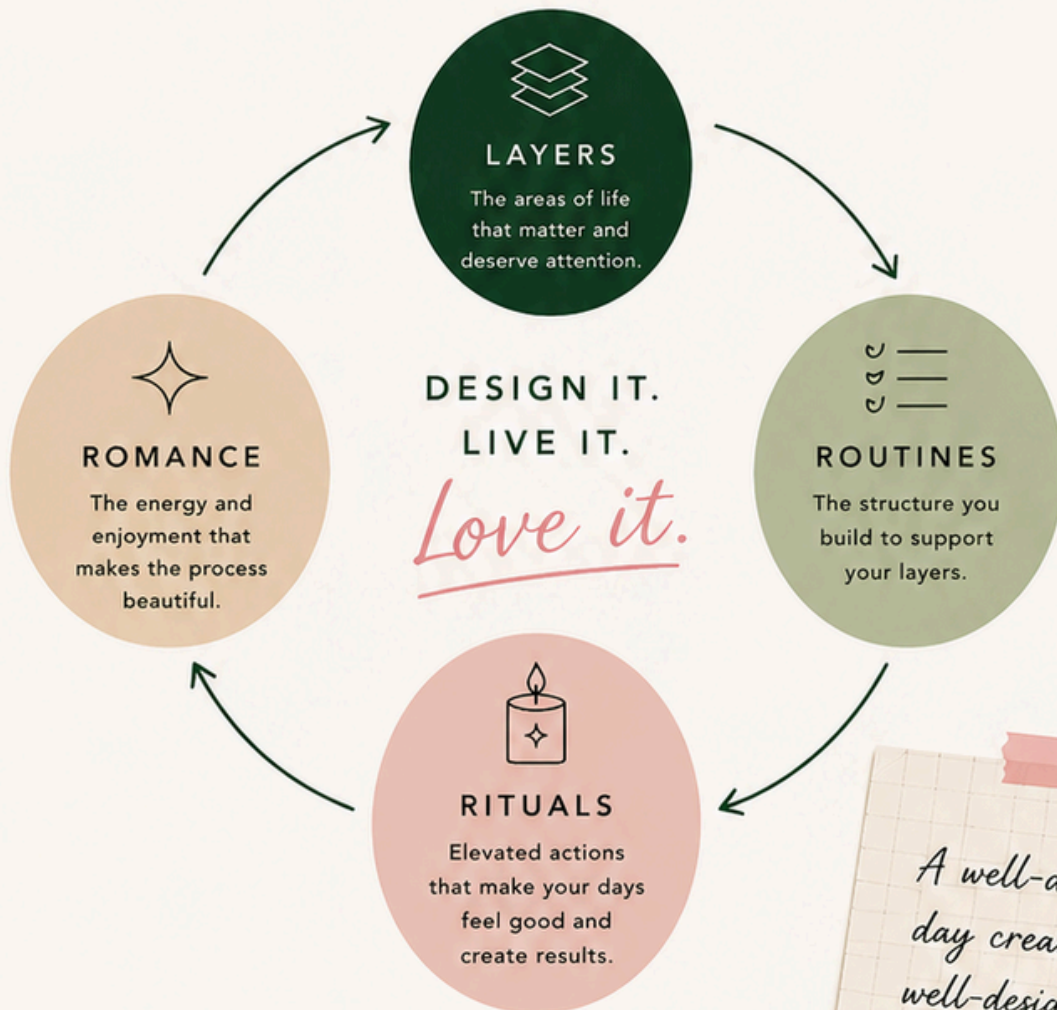 LAYERS
The areas of life
that matter and
deserve attention.
ROUTINES
The structure you
build to support
your layers.
RITUALS
Elevated actions
that make your days
feel good and
create results.
ROMANCE
The energy and
enjoyment that
makes the process
beautiful.
DESIGN IT.
LIVE IT.
Love it.
A well-
day
well-